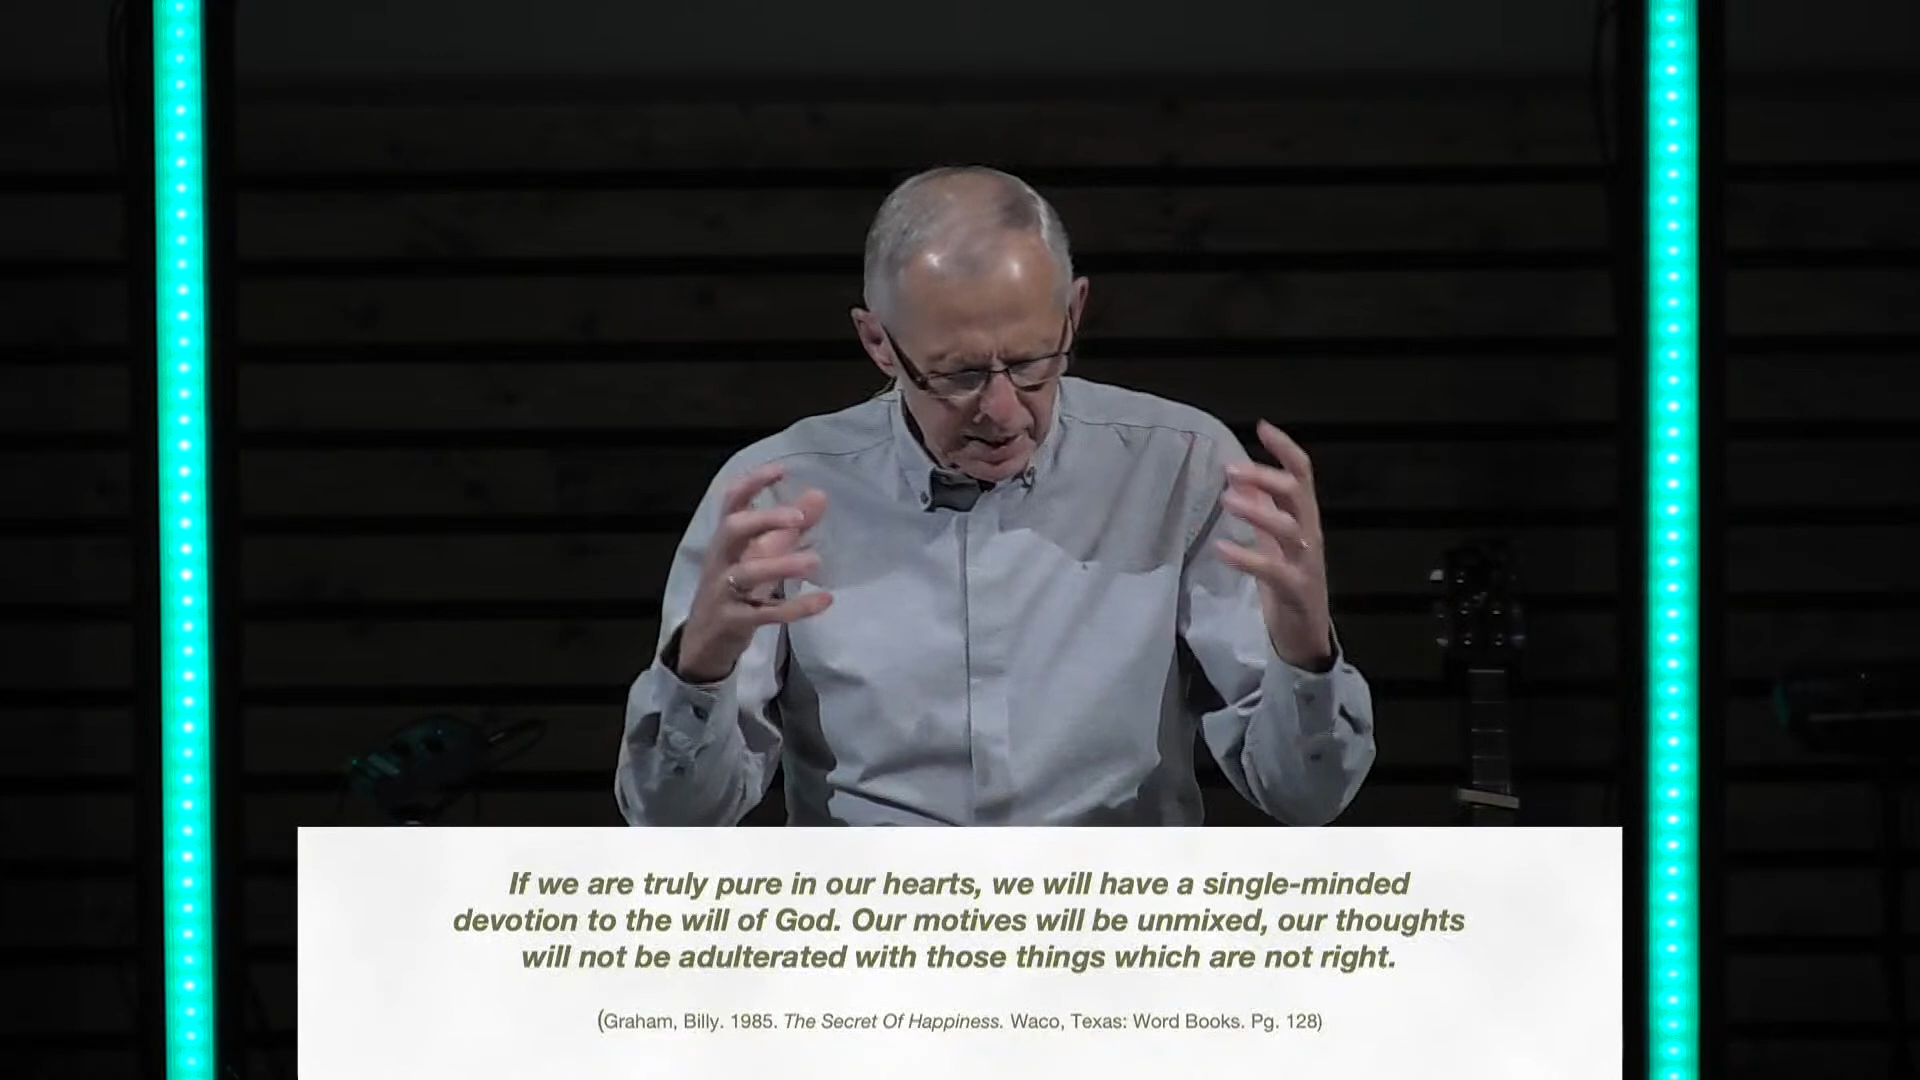 If we are truly pure in our hearts, we will have a single-minded
devotion to the will of God. Our motives will be unmixed, our thoughts
will not be adulterated with those things which are not right.
(Graham, Billy. 1985. The Secret Of Happiness. Waco, Texas: Word Books. Pg. 128)